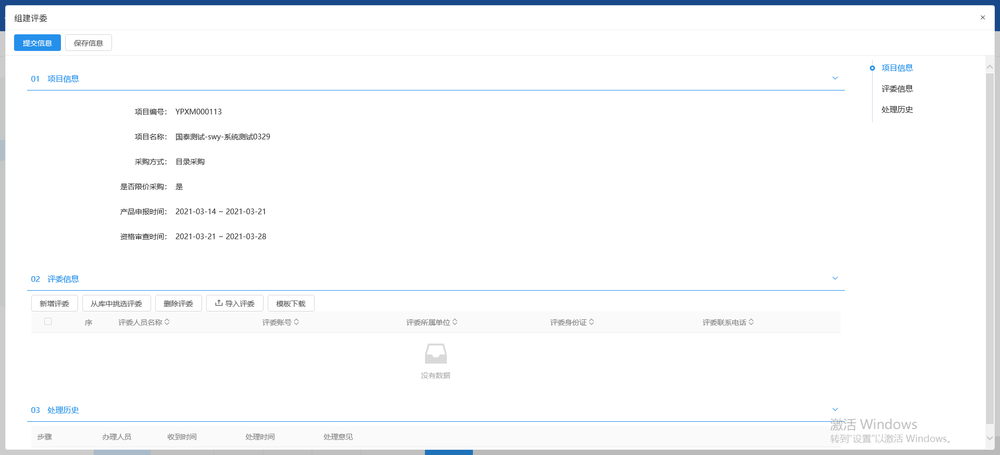 组建评委
提交信息 保存信息
01 项目信息
项目信息
评委信息
处理历史
项目编号： YPXM000113
项目名称： 国泰测试-swy-系统测试0329
采购方式： 目录采购
是否限价采购： 是
产品申报时间： 2021-03-14 ~ 2021-03-21
资格审查时间： 2021-03-21 ~ 2021-03-28
02 评委信息
新增评委 从库中挑选评委 删除评委 导入评委 模板下载
序 评委人员名称 评委账号 评委所属单位 评委身份证 评委联系电话
没有数据
03 处理历史
步骤 办理人员 收到时间 处理时间 处理意见
激活 Windows
转到“设置”以激活 Windows。